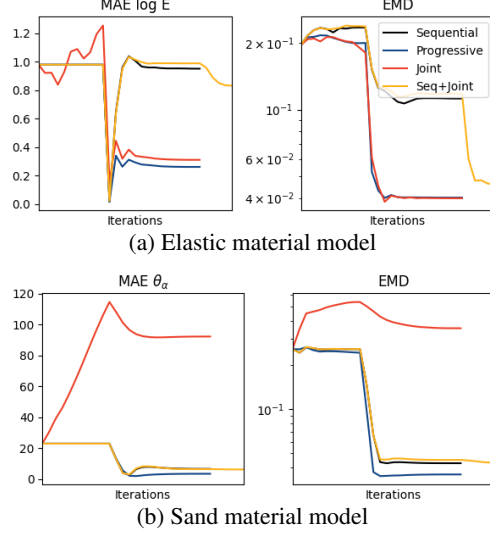 MAE log E
1.2
1.0
0.8
0.6
0.4
0.2
0.0
Iterations
EMD
2 × 10⁻¹
10⁻¹
6 × 10⁻²
4 × 10⁻²
Sequential
Progressive
Joint
Seq+Joint
Iterations
(a) Elastic material model
MAE θα
120
100
80
60
40
20
0
Iterations
EMD
10⁻¹
Iterations
(b) Sand material model